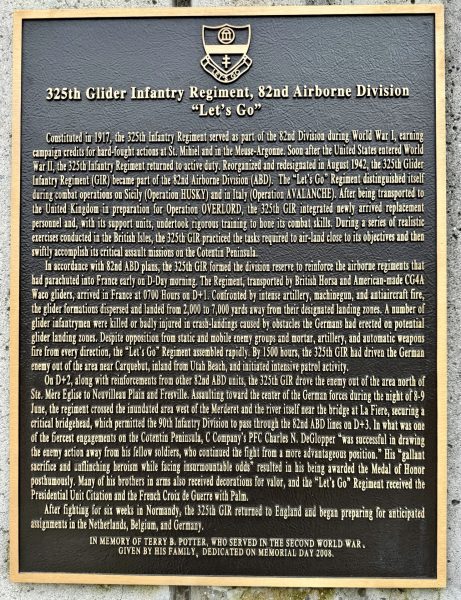 LET'S GO
325th Glider Infantry Regiment, 82nd Airborne Division
"Let's Go"
Constituted in 1917, the 325th Infantry Regiment served as part of the 82nd Division during World War I, earning
campaign credits for hard-fought actions at St. Mihiel and in the Meuse-Argonne. Soon after the United States entered World
War II, the 325th Infantry Regiment returned to active duty. Reorganized and redesignated in August 1942, the 325th Glider
Infantry Regiment (GIR) became part of the 82nd Airborne Division (ABD). The "Let's Go" Regiment distinguished itself
during combat operations on Sicily (Operation HUSKY) and in Italy (Operation AVALANCHE). After being transported to
the United Kingdom in preparation for Operation OVERLORD, the 325th GIR integrated newly arrived replacement
personnel and, with its support units, undertook rigorous training to hone its combat skills. During a series of realistic
exercises conducted in the British Isles, the 325th GIR practiced the tasks required to air-land close to its objectives and then
swiftly accomplish its critical assault missions on the Cotentin Peninsula.
In accordance with 82nd ABD plans, the 325th GIR formed the division reserve to reinforce the airborne regiments that
had parachuted into France early on D-Day morning. The Regiment, transported by British Horsa and American-made CG4A
Waco gliders, arrived in France at 0700 Hours on D+1. Confronted by intense artillery, machinegun, and antiaircraft fire,
the glider formations dispersed and landed from 2,000 to 7,000 yards away from their designated landing zones. A number of
glider infantrymen were killed or badly injured in crash-landings caused by obstacles the Germans had erected on potential
glider landing zones. Despite opposition from static and mobile enemy groups and mortar, artillery, and automatic weapons
fire from every direction, the "Let's Go" Regiment assembled rapidly. By 1500 hours, the 325th GIR had driven the German
enemy out of the area near Carquebut, inland from Utah Beach, and initiated intensive patrol activity.
On D+2, along with reinforcements from other 82nd ABD units, the 325th GIR drove the enemy out of the area north of
Ste. Mère Eglise to Neuvilleau Plain and Fresville. Assaulting toward the center of the German forces during the night of 8-9
June, the regiment crossed the inundated area west of the Merderet and the river itself near the bridge at La Fiere, securing a
critical bridgehead, which permitted the 90th Infantry Division to pass through the 82nd ABD lines on D+3. In what was one
of the fiercest engagements on the Cotentin Peninsula, C Company's PFC Charles N. DeGlopper "was successful in drawing
the enemy action away from his fellow soldiers, who continued the fight from a more advantageous position." His "gallant
sacrifice and unflinching heroism while facing insurmountable odds" resulted in his being awarded the Medal of Honor
posthumously. Many of his brothers in arms also received decorations for valor, and the "Let's Go" Regiment received the
Presidential Unit Citation and the French Croix de Guerre with Palm.
After fighting for six weeks in Normandy, the 325th GIR returned to England and began preparing for anticipated
assignments in the Netherlands, Belgium, and Germany.
IN MEMORY OF TERRY B. POTTER, WHO SERVED IN THE SECOND WORLD WAR.
GIVEN BY HIS FAMILY, DEDICATED ON MEMORIAL DAY 2008.